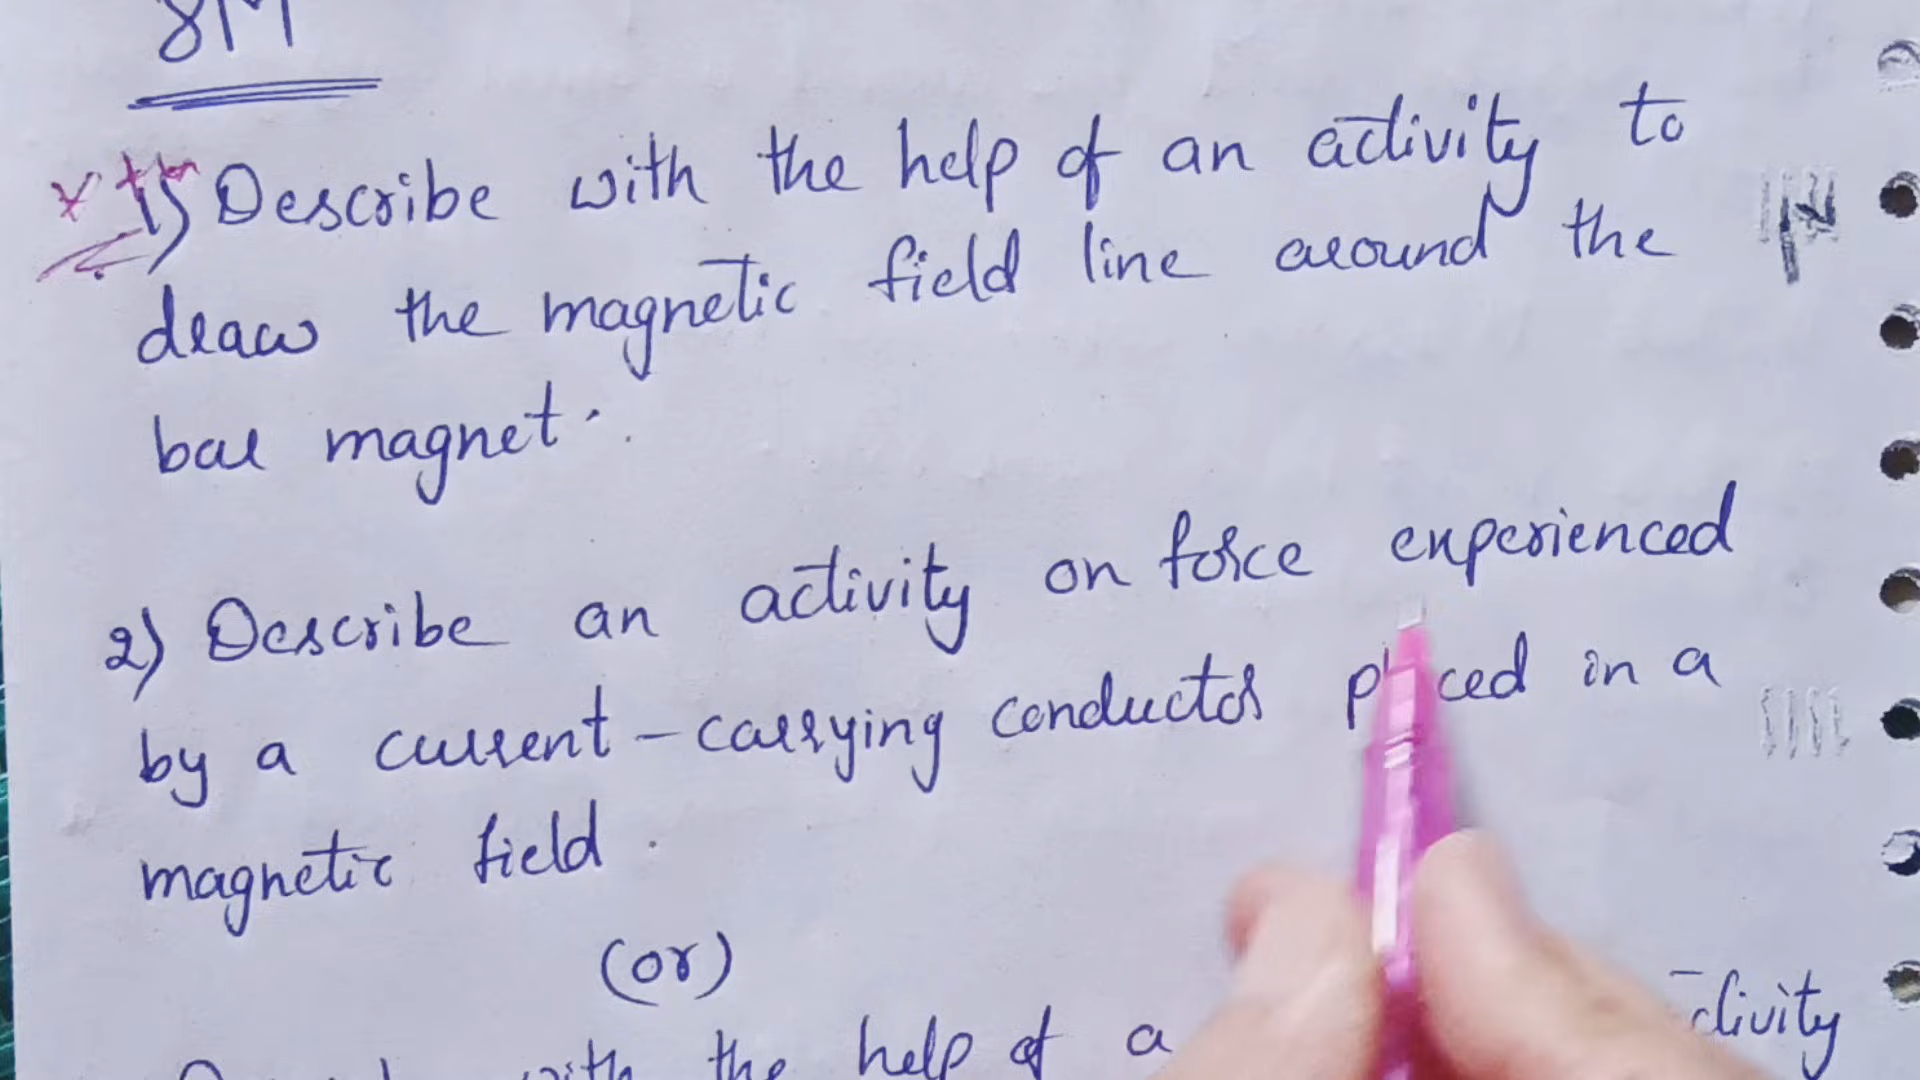 8M
1) Describe with the help of an activity to
draw the magnetic field line around the
bar magnet.
2) Describe an activity on force experienced
by a current-carrying conductor placed in a
magnetic field.
(or)
with the help of a